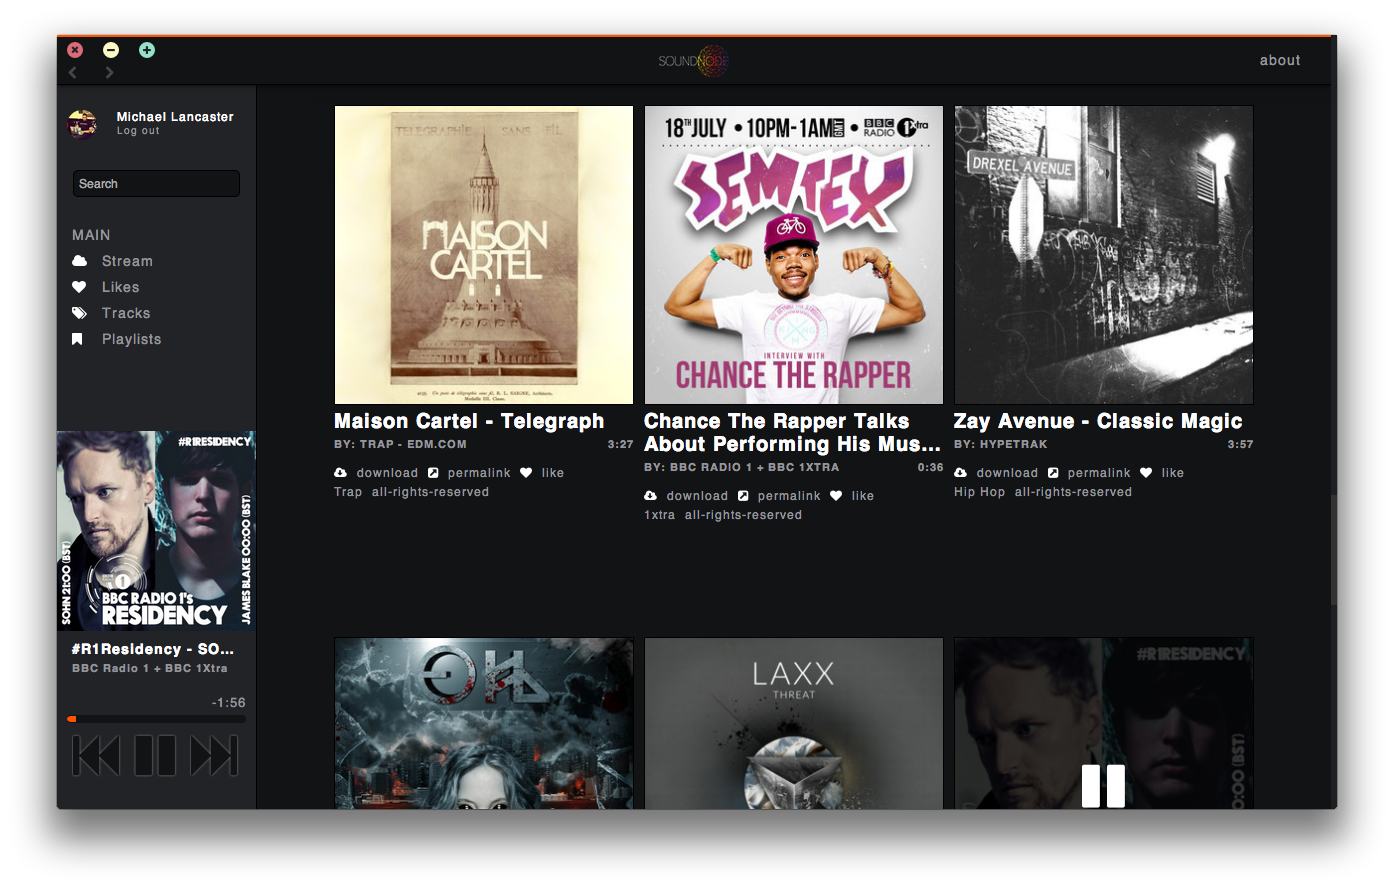 SOUNDNODE
about
Michael Lancaster
Log out
Search
MAIN
Stream
Likes
Tracks
Playlists
#R1RESIDENCY
SOHN 21:00 (BST)
JAMES BLAKE 00:00 (BST)
1
BBC RADIO 1's
RESIDENCY
#R1Residency - SO...
BBC Radio 1 + BBC 1Xtra
-1:56
TELEGRAPHIE SANS FIL
MAISON
CARTEL
Maison Cartel - Telegraph
BY: TRAP - EDM.COM 3:27
download permalink like
Trap all-rights-reserved
18TH JULY • 10PM-1AM GMT • BBC RADIO 1Xtra
SEMTEX
INTERVIEW WITH
CHANCE THE RAPPER
Chance The Rapper Talks
About Performing His Mus...
BY: BBC RADIO 1 + BBC 1XTRA 0:36
download permalink like
1xtra all-rights-reserved
DREXEL AVENUE
Zay Avenue - Classic Magic
BY: HYPETRAK 3:57
download permalink like
Hip Hop all-rights-reserved
LAXX
THREAT
#R1RESIDENCY